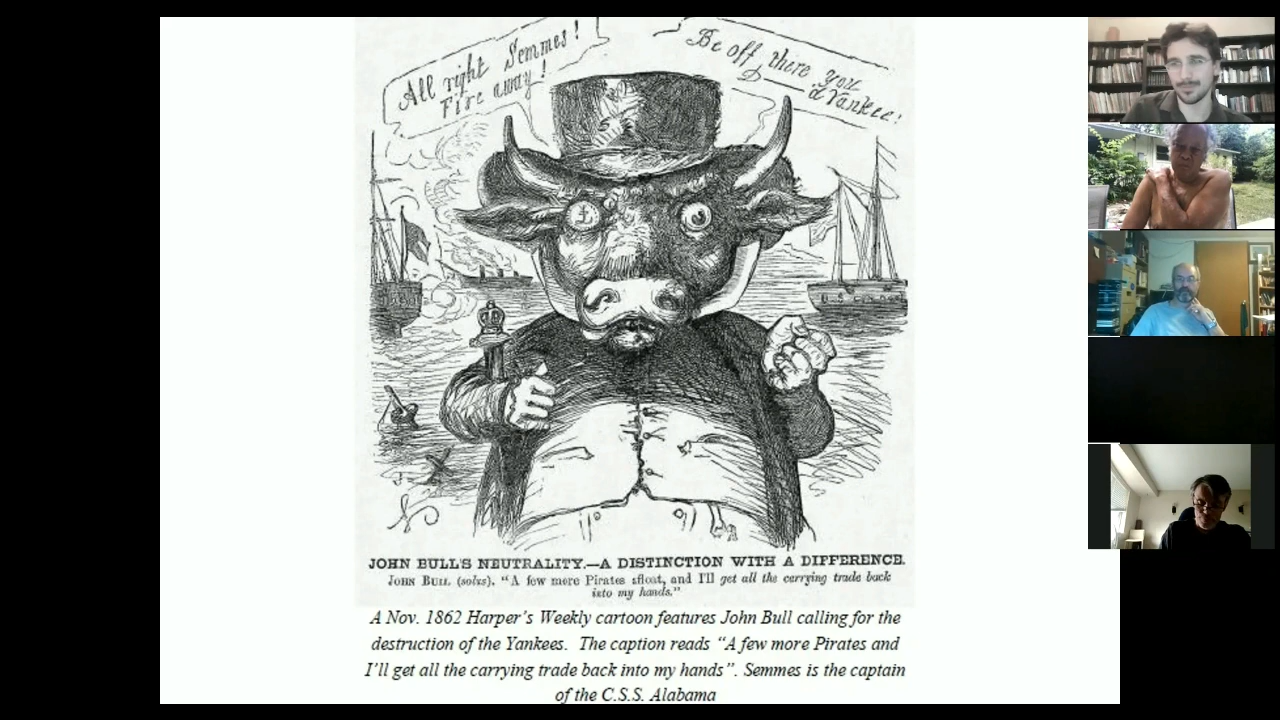 All right Semmes!
Fire away!
Be off there you
d—— d Yankee!
JOHN BULL'S NEUTRALITY.—A DISTINCTION WITH A DIFFERENCE.
JOHN BULL (solus). "A few more Pirates afloat, and I'll get all the carrying trade back
into my hands."
A Nov. 1862 Harper's Weekly cartoon features John Bull calling for the
destruction of the Yankees. The caption reads "A few more Pirates and
I'll get all the carrying trade back into my hands". Semmes is the captain
of the C.S.S. Alabama